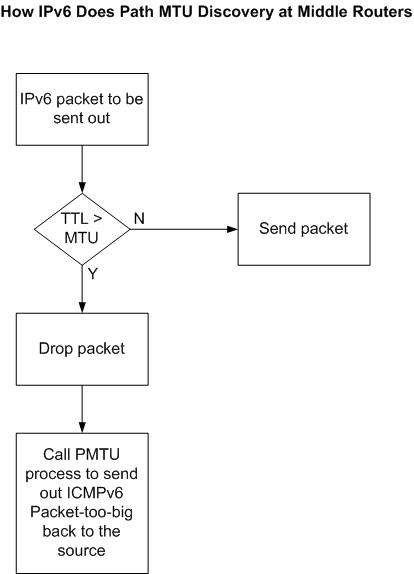 How IPv6 Does Path MTU Discovery at Middle Routers
IPv6 packet to be
sent out
TTL >
MTU
N
Send packet
Y
Drop packet
Call PMTU
process to send
out ICMPv6
Packet-too-big
back to the
source